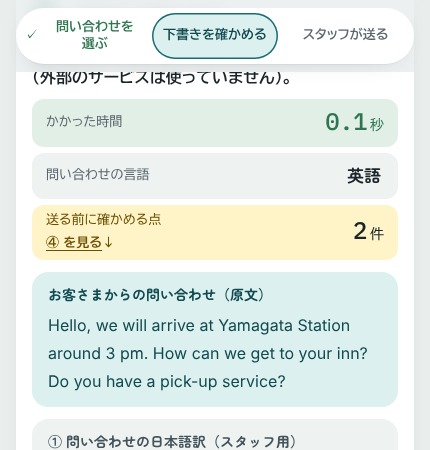 ✓ 問い合わせを
選ぶ
下書きを確かめる
スタッフが送る
(外部のサービスは使っていません)。
かかった時間
0.1秒
問い合わせの言語
英語
送る前に確かめる点
④ を見る↓
2件
お客さまからの問い合わせ（原文）
Hello, we will arrive at Yamagata Station
around 3 pm. How can we get to your inn?
Do you have a pick-up service?
① 問い合わせの日本語訳（スタッフ用）